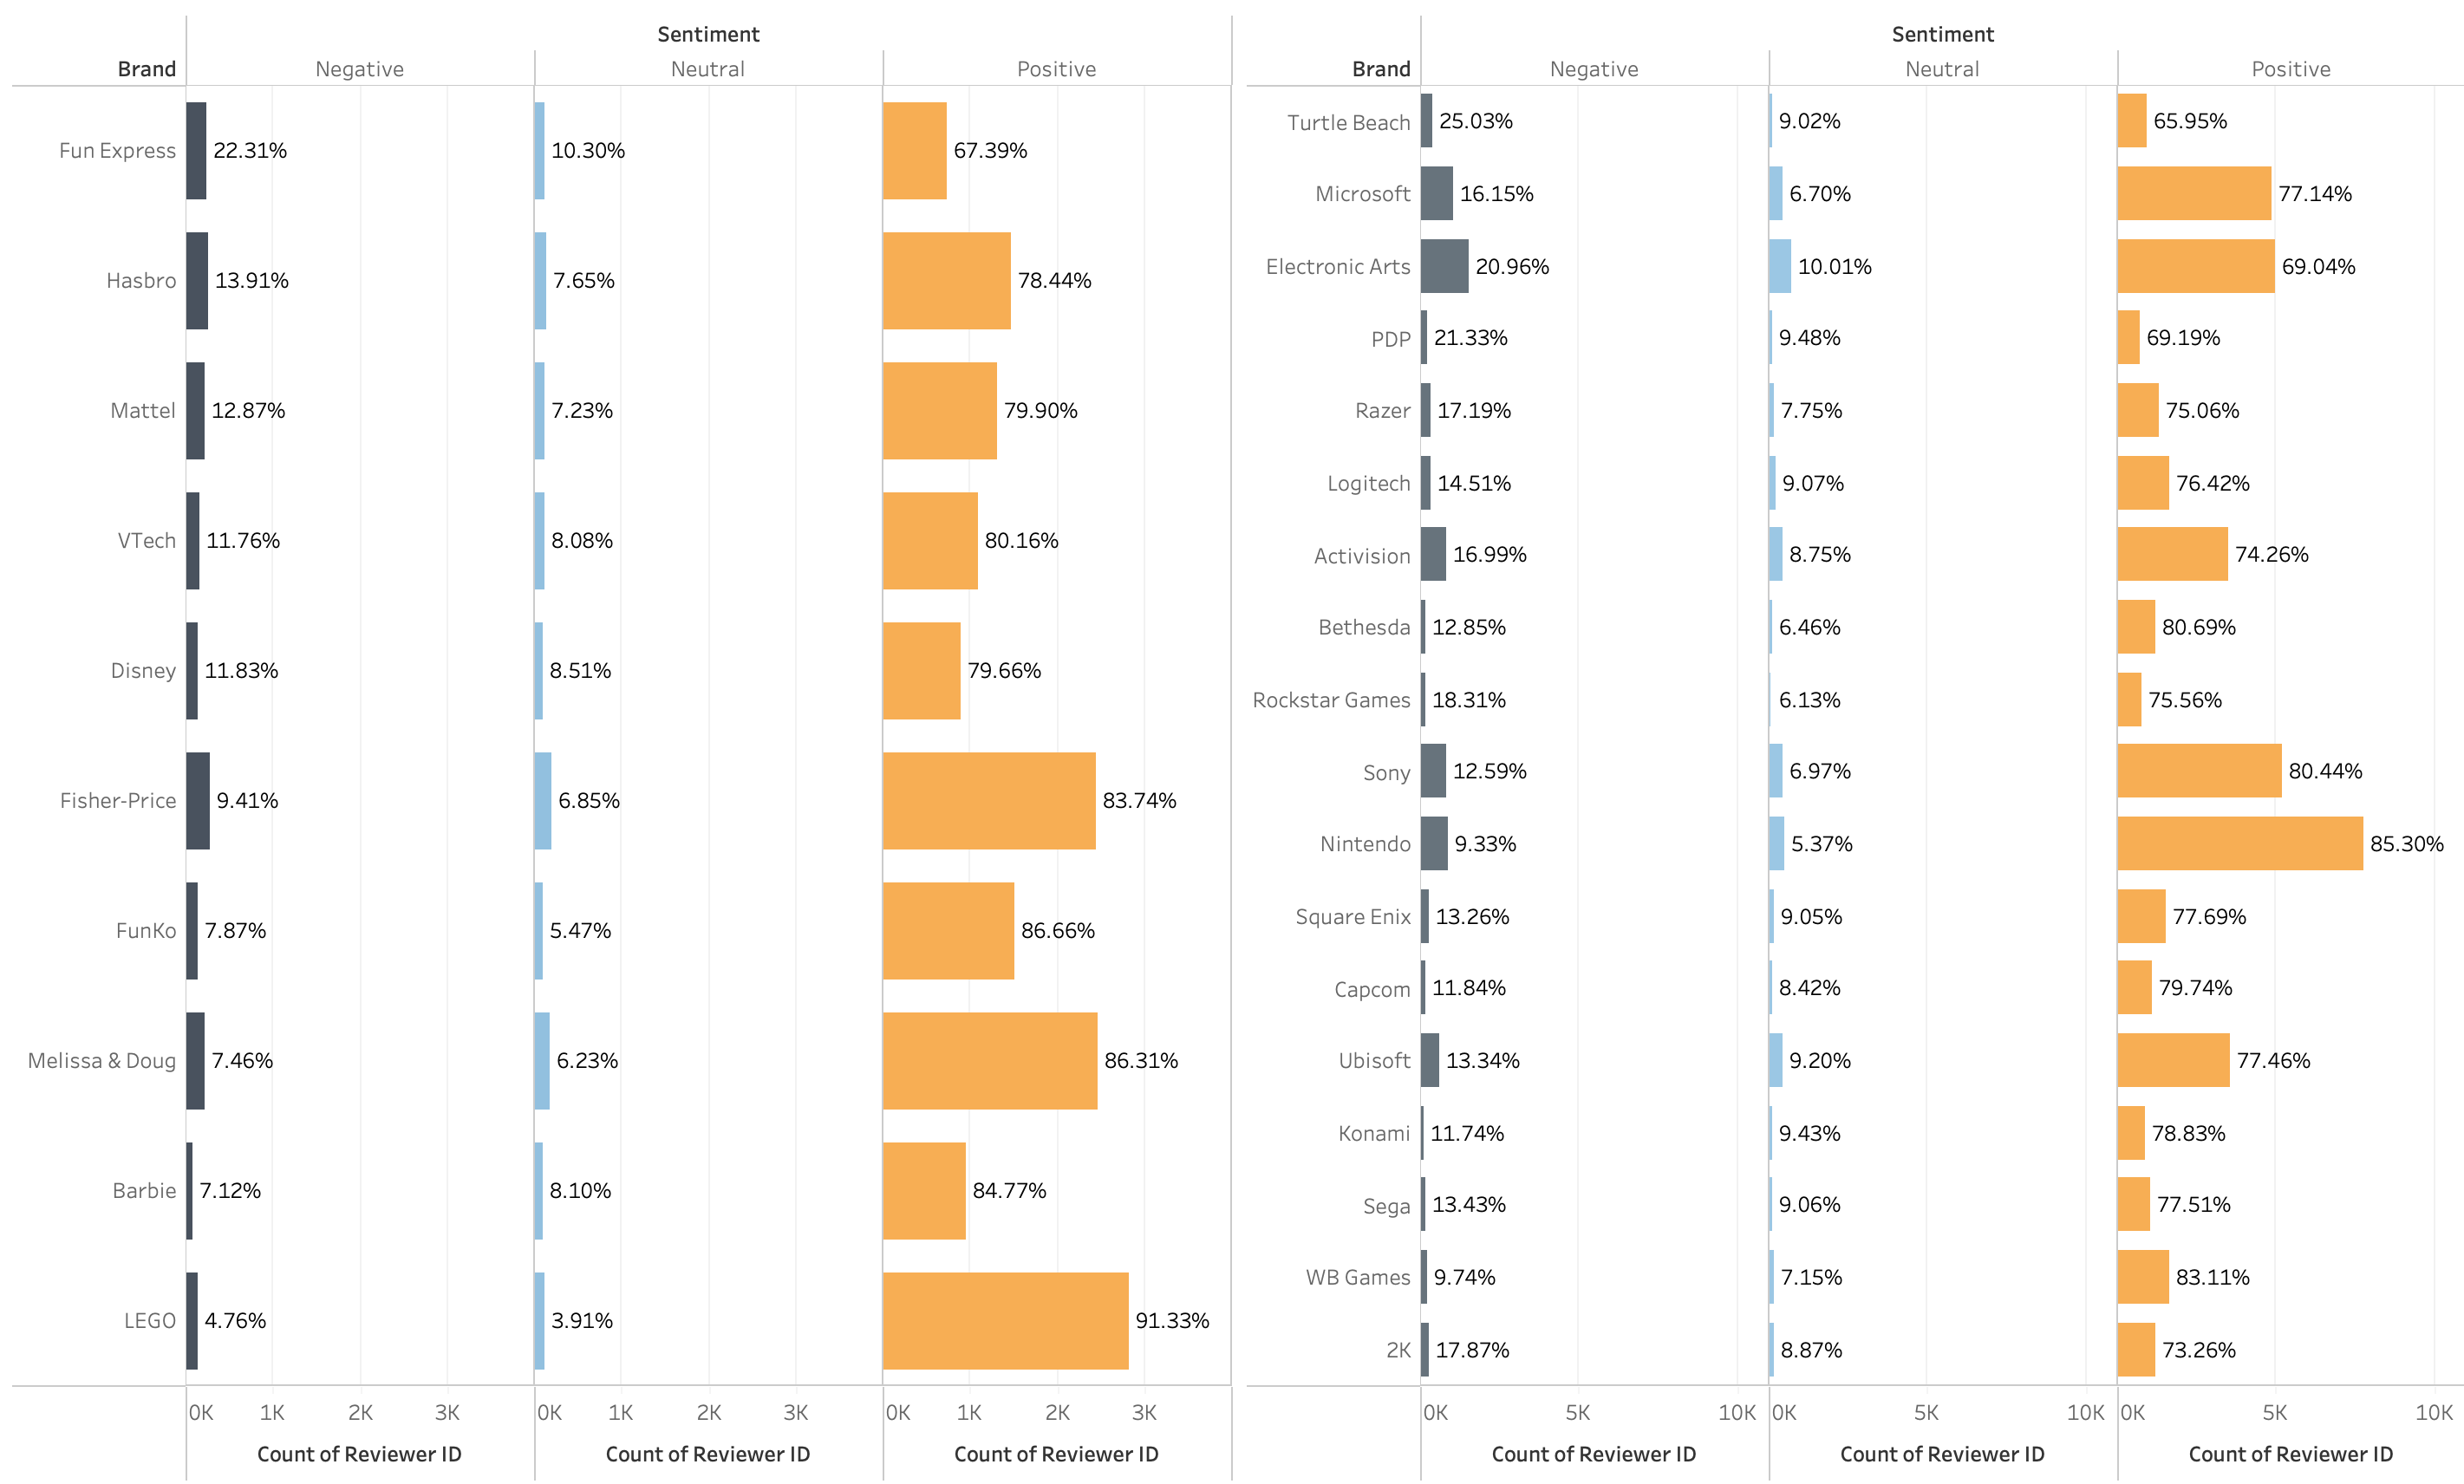 Sentiment
Brand Negative Neutral Positive
Fun Express 22.31% 10.30% 67.39%
Hasbro 13.91% 7.65% 78.44%
Mattel 12.87% 7.23% 79.90%
VTech 11.76% 8.08% 80.16%
Disney 11.83% 8.51% 79.66%
Fisher-Price 9.41% 6.85% 83.74%
FunKo 7.87% 5.47% 86.66%
Melissa & Doug 7.46% 6.23% 86.31%
Barbie 7.12% 8.10% 84.77%
LEGO 4.76% 3.91% 91.33%
0K 1K 2K 3K 0K 1K 2K 3K 0K 1K 2K 3K
Count of Reviewer ID Count of Reviewer ID Count of Reviewer ID
Sentiment
Brand Negative Neutral Positive
Turtle Beach 25.03% 9.02% 65.95%
Microsoft 16.15% 6.70% 77.14%
Electronic Arts 20.96% 10.01% 69.04%
PDP 21.33% 9.48% 69.19%
Razer 17.19% 7.75% 75.06%
Logitech 14.51% 9.07% 76.42%
Activision 16.99% 8.75% 74.26%
Bethesda 12.85% 6.46% 80.69%
Rockstar Games 18.31% 6.13% 75.56%
Sony 12.59% 6.97% 80.44%
Nintendo 9.33% 5.37% 85.30%
Square Enix 13.26% 9.05% 77.69%
Capcom 11.84% 8.42% 79.74%
Ubisoft 13.34% 9.20% 77.46%
Konami 11.74% 9.43% 78.83%
Sega 13.43% 9.06% 77.51%
WB Games 9.74% 7.15% 83.11%
2K 17.87% 8.87% 73.26%
0K 5K 10K 0K 5K 10K 0K 5K 10K
Count of Reviewer ID Count of Reviewer ID Count of Reviewer ID